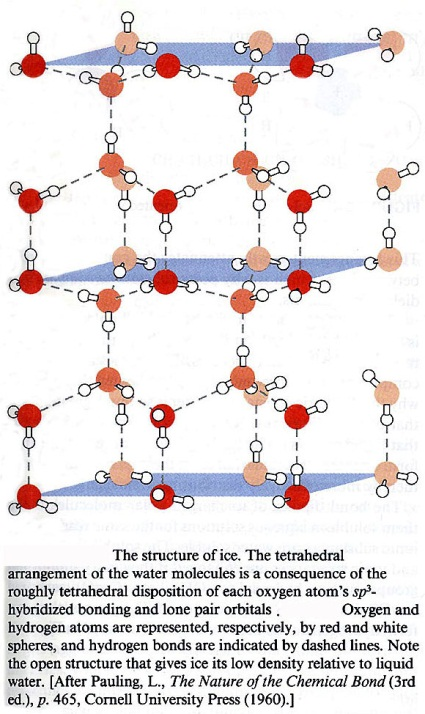 The structure of ice. The tetrahedral
arrangement of the water molecules is a consequence of the
roughly tetrahedral disposition of each oxygen atom's sp³-
hybridized bonding and lone pair orbitals . Oxygen and
hydrogen atoms are represented, respectively, by red and white
spheres, and hydrogen bonds are indicated by dashed lines. Note
the open structure that gives ice its low density relative to liquid
water. [After Pauling, L., The Nature of the Chemical Bond (3rd
ed.), p. 465, Cornell University Press (1960).]